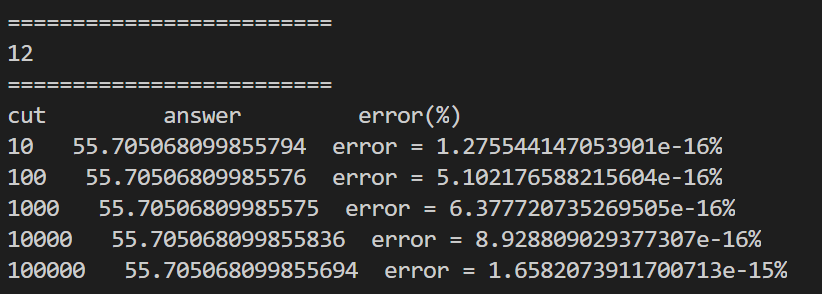 =========================
12
=========================
cut         answer         error(%)
10   55.705068099855794  error = 1.275544147053901e-16%
100   55.70506809985576  error = 5.102176588215604e-16%
1000   55.7050680998575  error = 6.377720735269505e-16%
10000   55.705068099855836  error = 8.928809029377307e-16%
100000   55.705068099855694  error = 1.6582073911700713e-15%